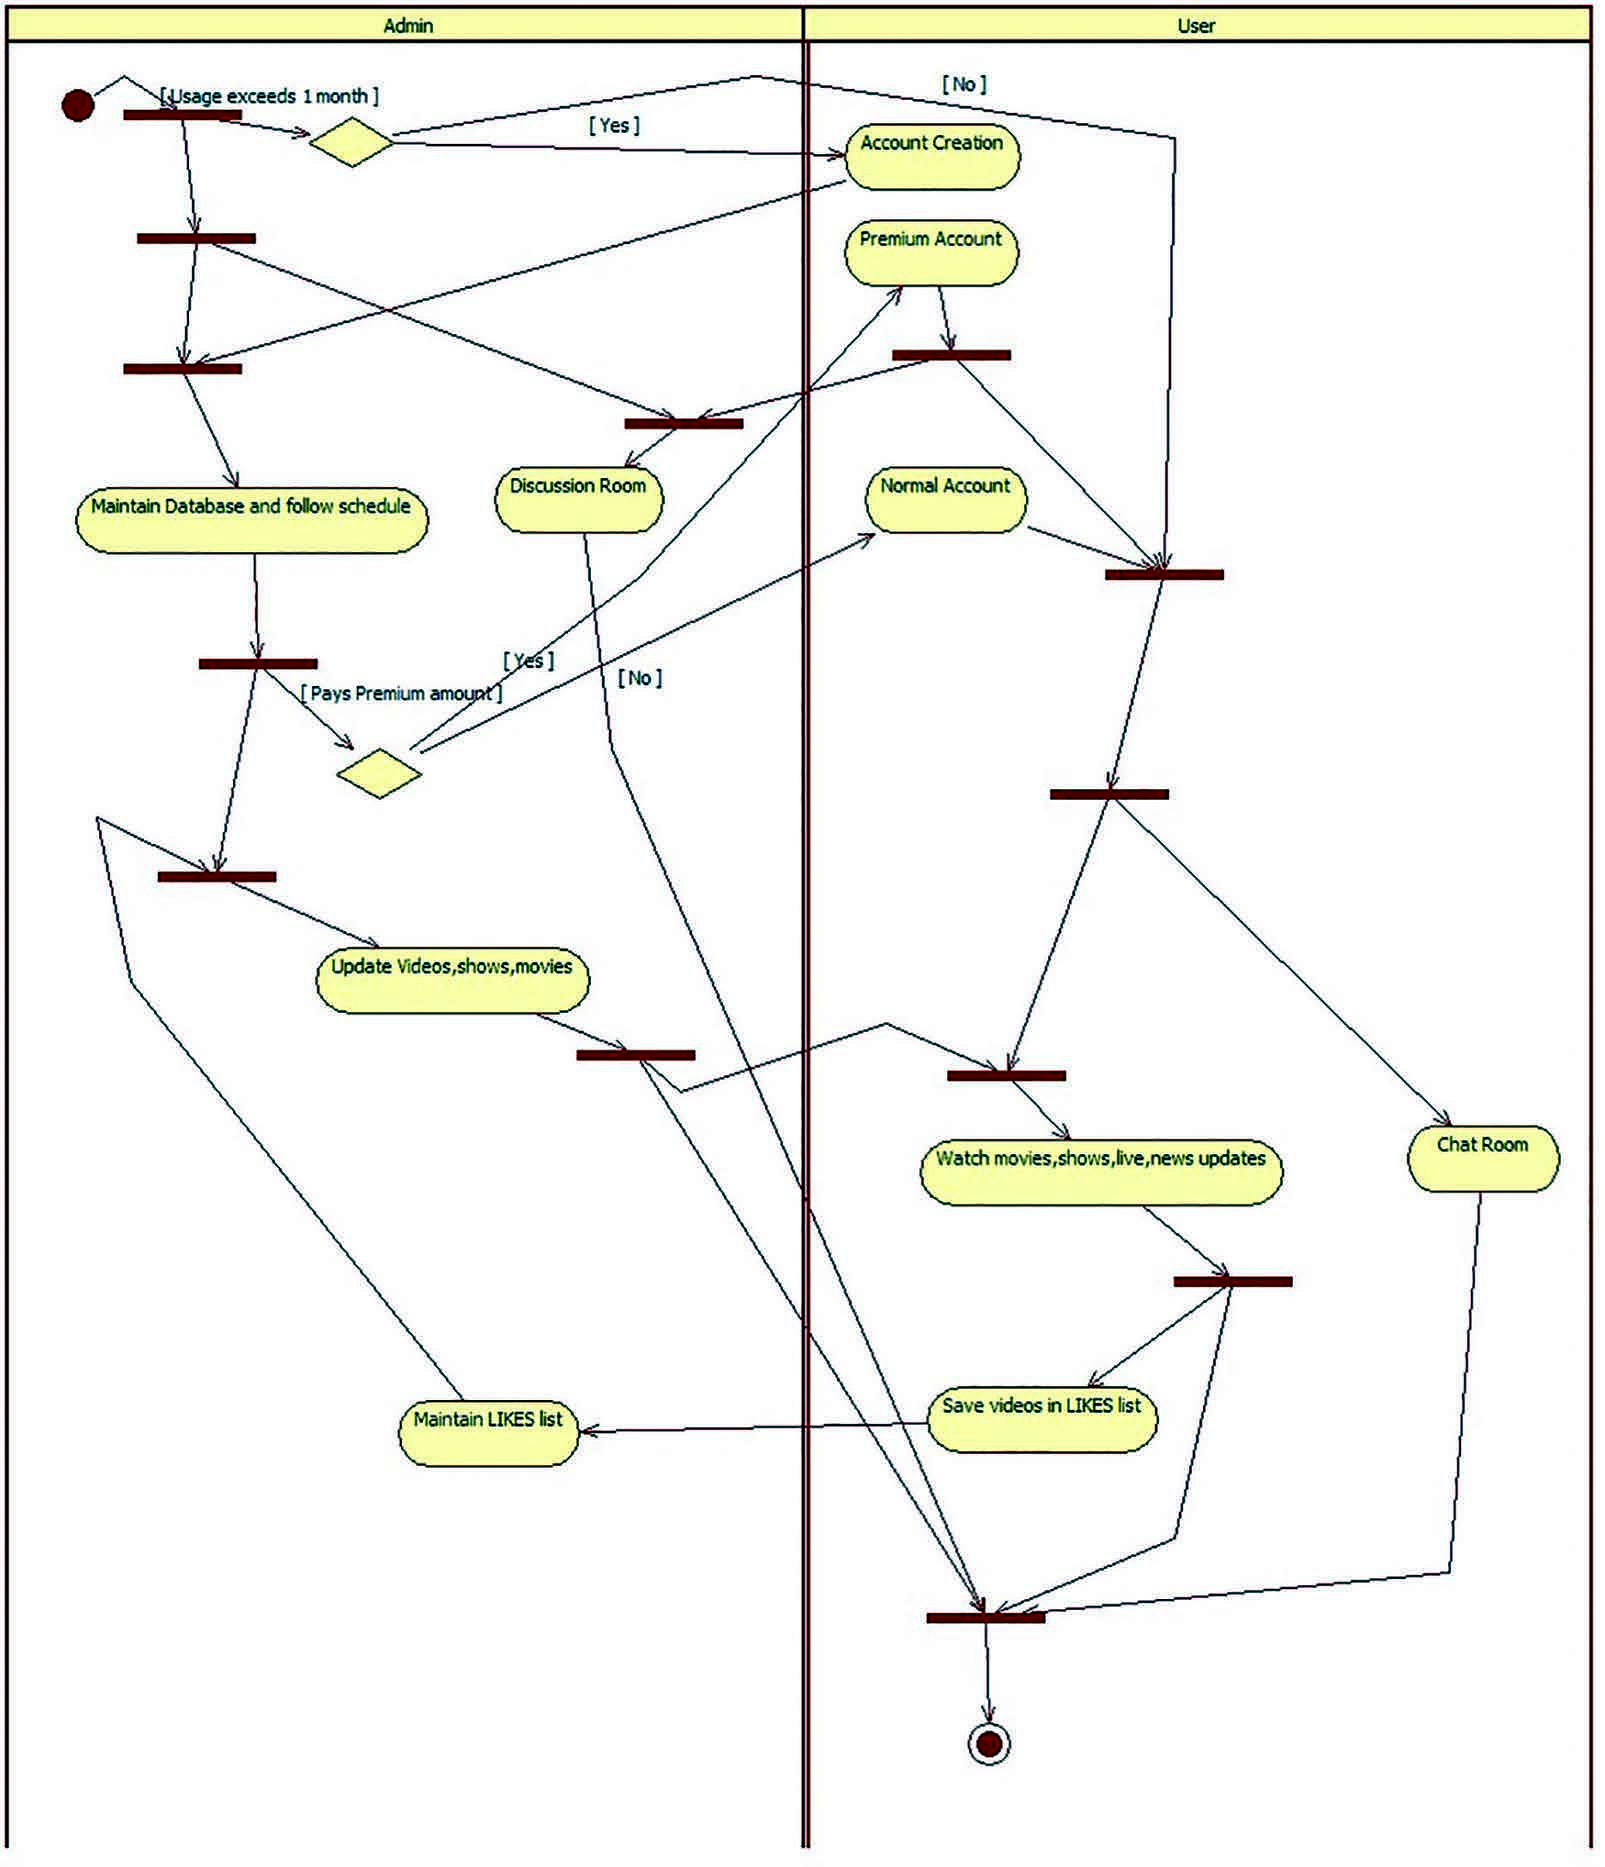 Admin
User
[ Usage exceeds 1 month ]
[ No ]
[ Yes ]
Account Creation
Premium Account
Discussion Room
Normal Account
Maintain Database and follow schedule
[ Yes ]
[ No ]
[ Pays Premium amount ]
Update Videos,shows,movies
Watch movies,shows,live,news updates
Chat Room
Save videos in LIKES list
Maintain LIKES list